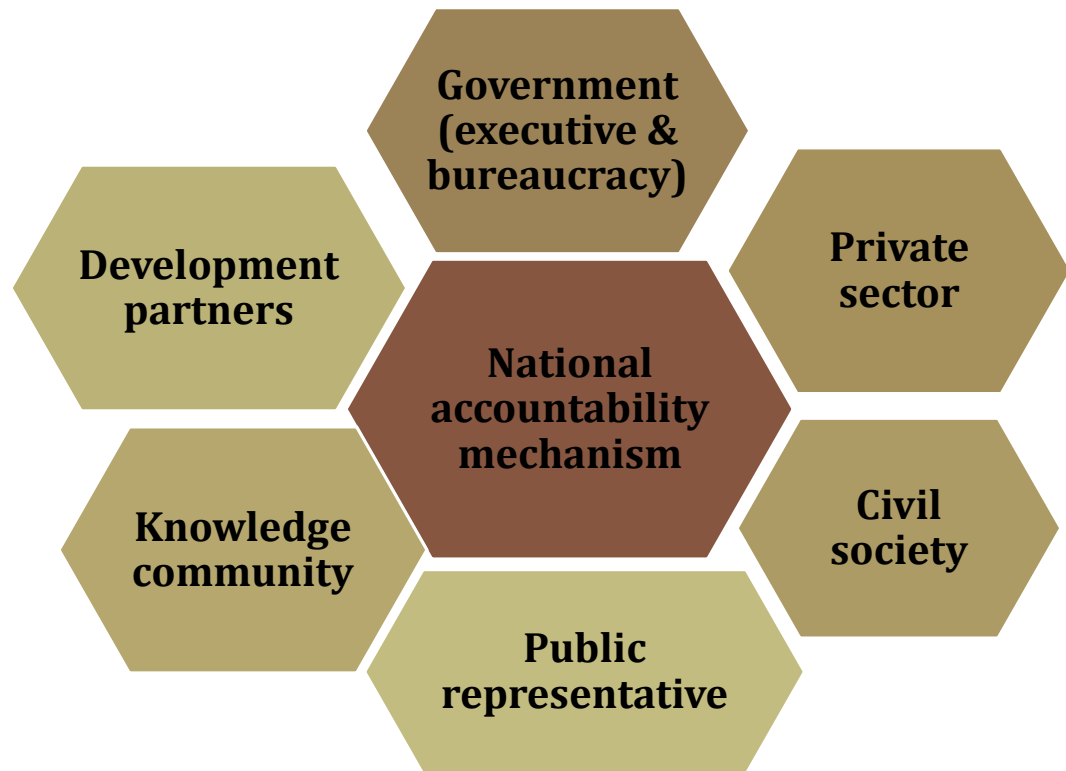 Government
(executive &
bureaucracy)
Development
partners
Private
sector
National
accountability
mechanism
Knowledge
community
Civil
society
Public
representative